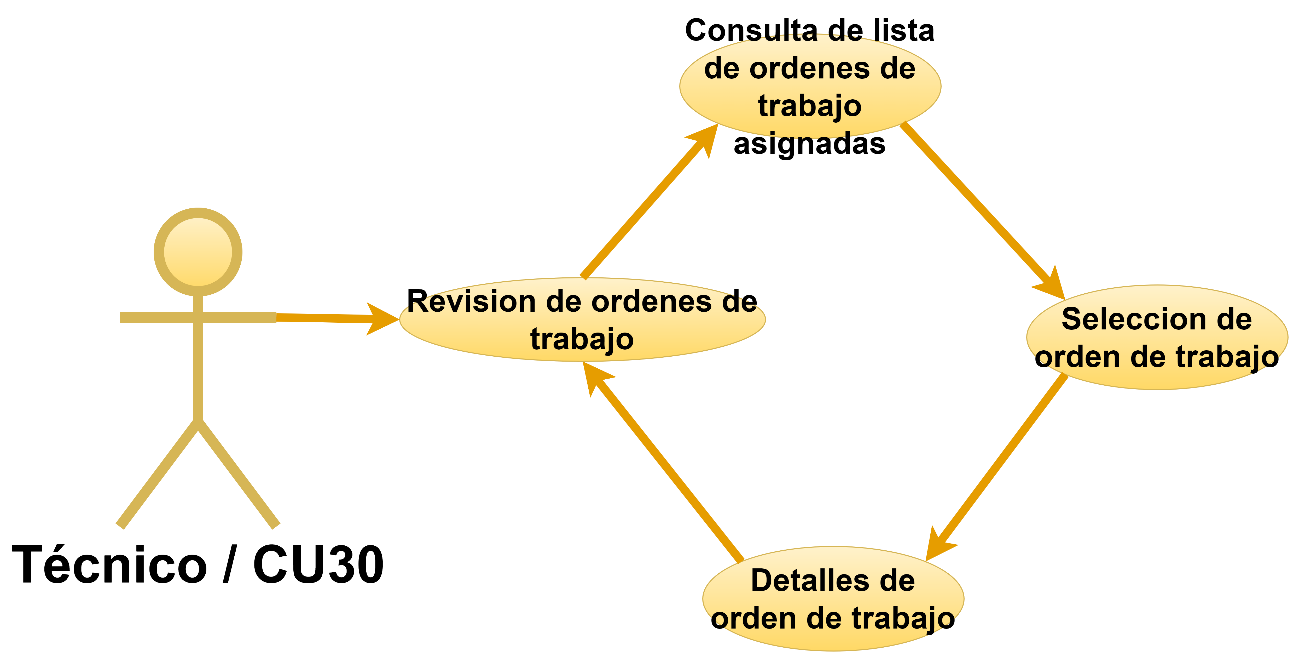 Consulta de lista
de ordenes de
trabajo
asignadas
Revision de ordenes de
trabajo
Seleccion de
orden de trabajo
Técnico / CU30
Detalles de
orden de trabajo